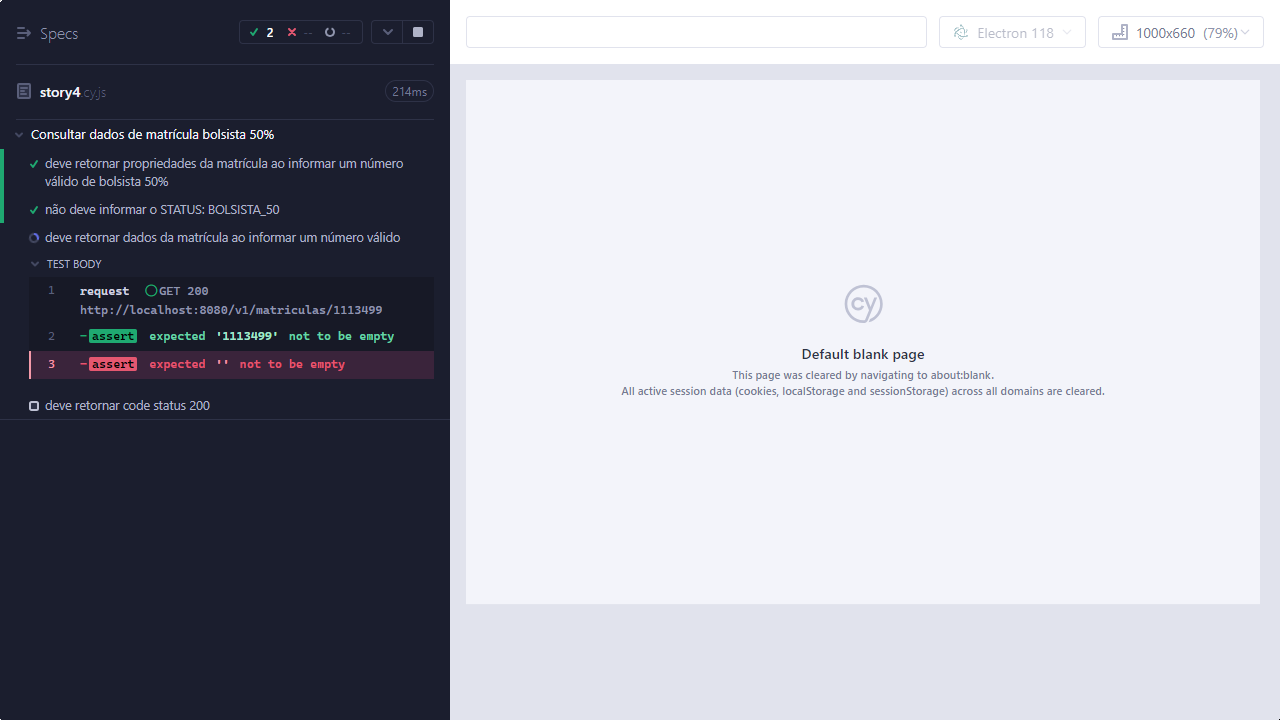 Specs
2
--
--
story4.cy.js
214ms
Consultar dados de matrícula bolsista 50%
deve retornar propriedades da matrícula ao informar um número
válido de bolsista 50%
não deve informar o STATUS: BOLSISTA_50
deve retornar dados da matrícula ao informar um número válido
TEST BODY
1 request GET 200
http://localhost:8080/v1/matriculas/1113499
2 -assert expected '1113499' not to be empty
3 -assert expected '' not to be empty
deve retornar code status 200
Electron 118
1000x660 (79%)
cy
Default blank page
This page was cleared by navigating to about:blank.
All active session data (cookies, localStorage and sessionStorage) across all domains are cleared.